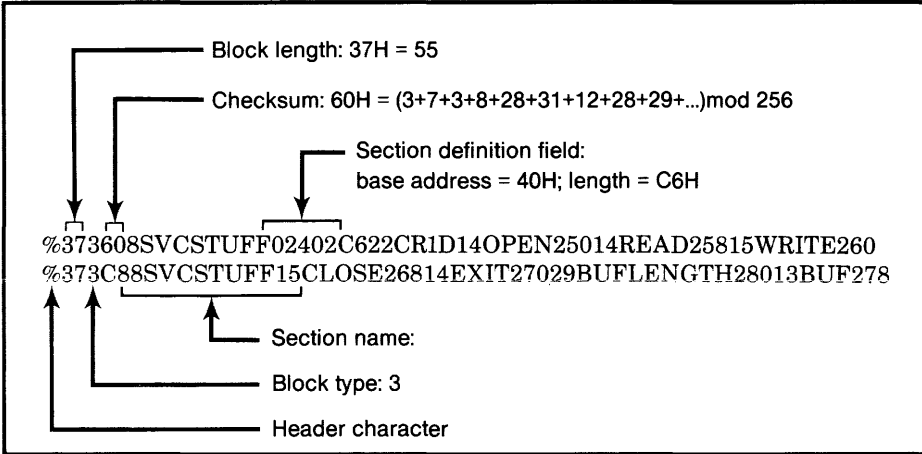 Block length: 37H = 55
Checksum: 60H = (3+7+3+8+28+31+12+28+29+...)mod 256
Section definition field:
base address = 40H; length = C6H
%373608SVCSTUFF02402C622CR1D14OPEN25014READ25815WRITE260
%373C88SVCSTUFF15CLOSE26814EXIT27029BUFLENGTH28013BUF278
Section name:
Block type: 3
Header character